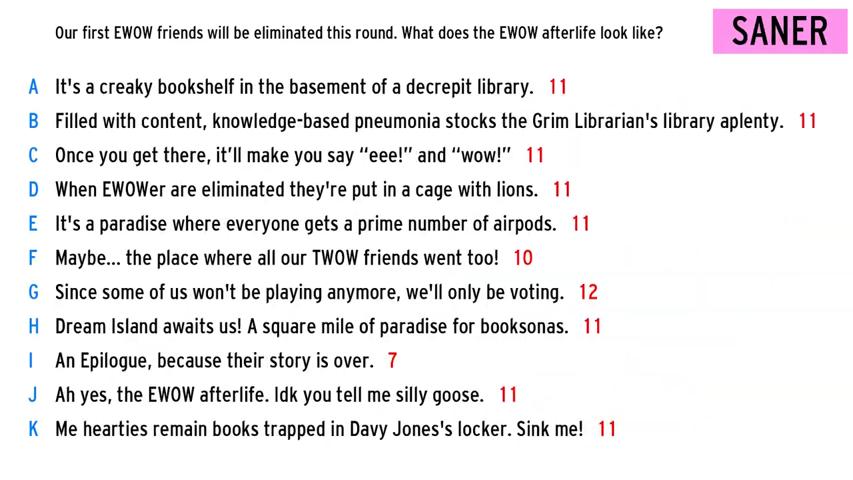 Our first EWOW friends will be eliminated this round. What does the EWOW afterlife look like?
SANER
A It's a creaky bookshelf in the basement of a decrepit library. 11
B Filled with content, knowledge-based pneumonia stocks the Grim Librarian's library aplenty. 11
C Once you get there, it’ll make you say “eee!” and “wow!” 11
D When EWOWer are eliminated they're put in a cage with lions. 11
E It's a paradise where everyone gets a prime number of airpods. 11
F Maybe... the place where all our TWOW friends went too! 10
G Since some of us won't be playing anymore, we'll only be voting. 12
H Dream Island awaits us! A square mile of paradise for booksonas. 11
I An Epilogue, because their story is over. 7
J Ah yes, the EWOW afterlife. Idk you tell me silly goose. 11
K Me hearties remain books trapped in Davy Jones's locker. Sink me! 11